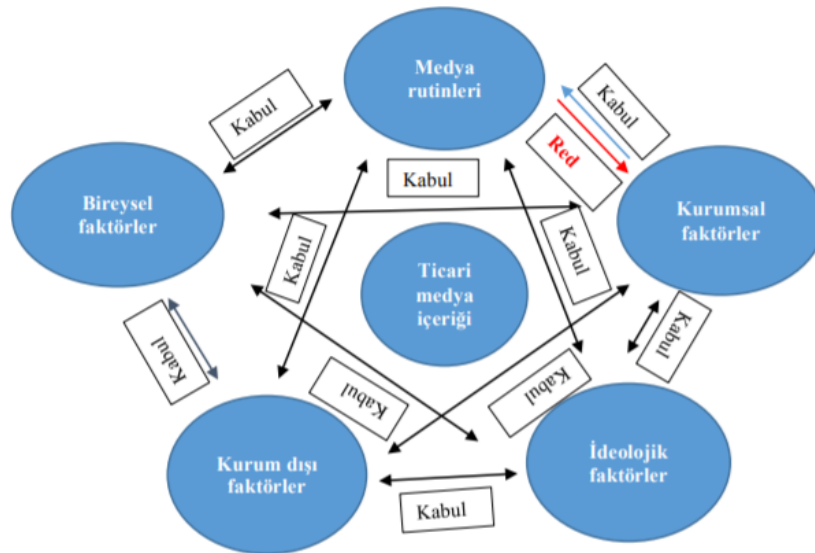 Medya
rutinleri
Kabul
Kabul
Red
Kabul
Bireysel
faktörler
Kurumsal
faktörler
Kabul
Kabul
Ticari
medya
içeriği
Kabul
Kabul
Kabul
Kabul
Kurum dışı
faktörler
İdeolojik
faktörler
Kabul